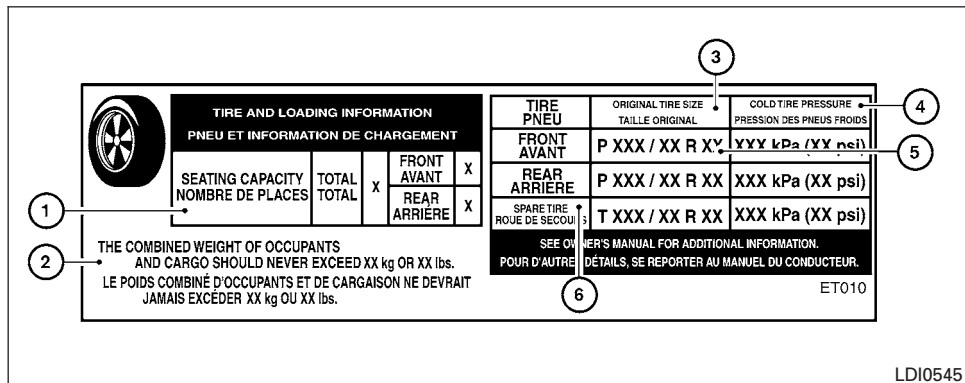 TIRE AND LOADING INFORMATION
PNEU ET INFORMATION DE CHARGEMENT
SEATING CAPACITY
NOMBRE DE PLACES
TOTAL
TOTAL
X
FRONT
AVANT
X
REAR
ARRIÉRE
X
THE COMBINED WEIGHT OF OCCUPANTS
AND CARGO SHOULD NEVER EXCEED XX kg OR XX lbs.
LE POIDS COMBINÉ D'OCCUPANTS ET DE CARGAISON NE DEVRAIT
JAMAIS EXCÉDER XX kg OU XX lbs.
TIRE
PNEU
ORIGINAL TIRE SIZE
TAILLE ORIGINAL
COLD TIRE PRESSURE
PRESSION DES PNEUS FROIDS
FRONT
AVANT
P XXX / XX R XX
XXX kPa (XX psi)
REAR
ARRIÈRE
P XXX / XX R XX
XXX kPa (XX psi)
SPARE TIRE
ROUE DE SECOURS
T XXX / XX R XX
XXX kPa (XX psi)
SEE OWNER'S MANUAL FOR ADDITIONAL INFORMATION.
POUR D'AUTRE DÉTAILS, SE REPORTER AU MANUEL DU CONDUCTEUR.
ET010
1
2
3
4
5
6
LDI0545